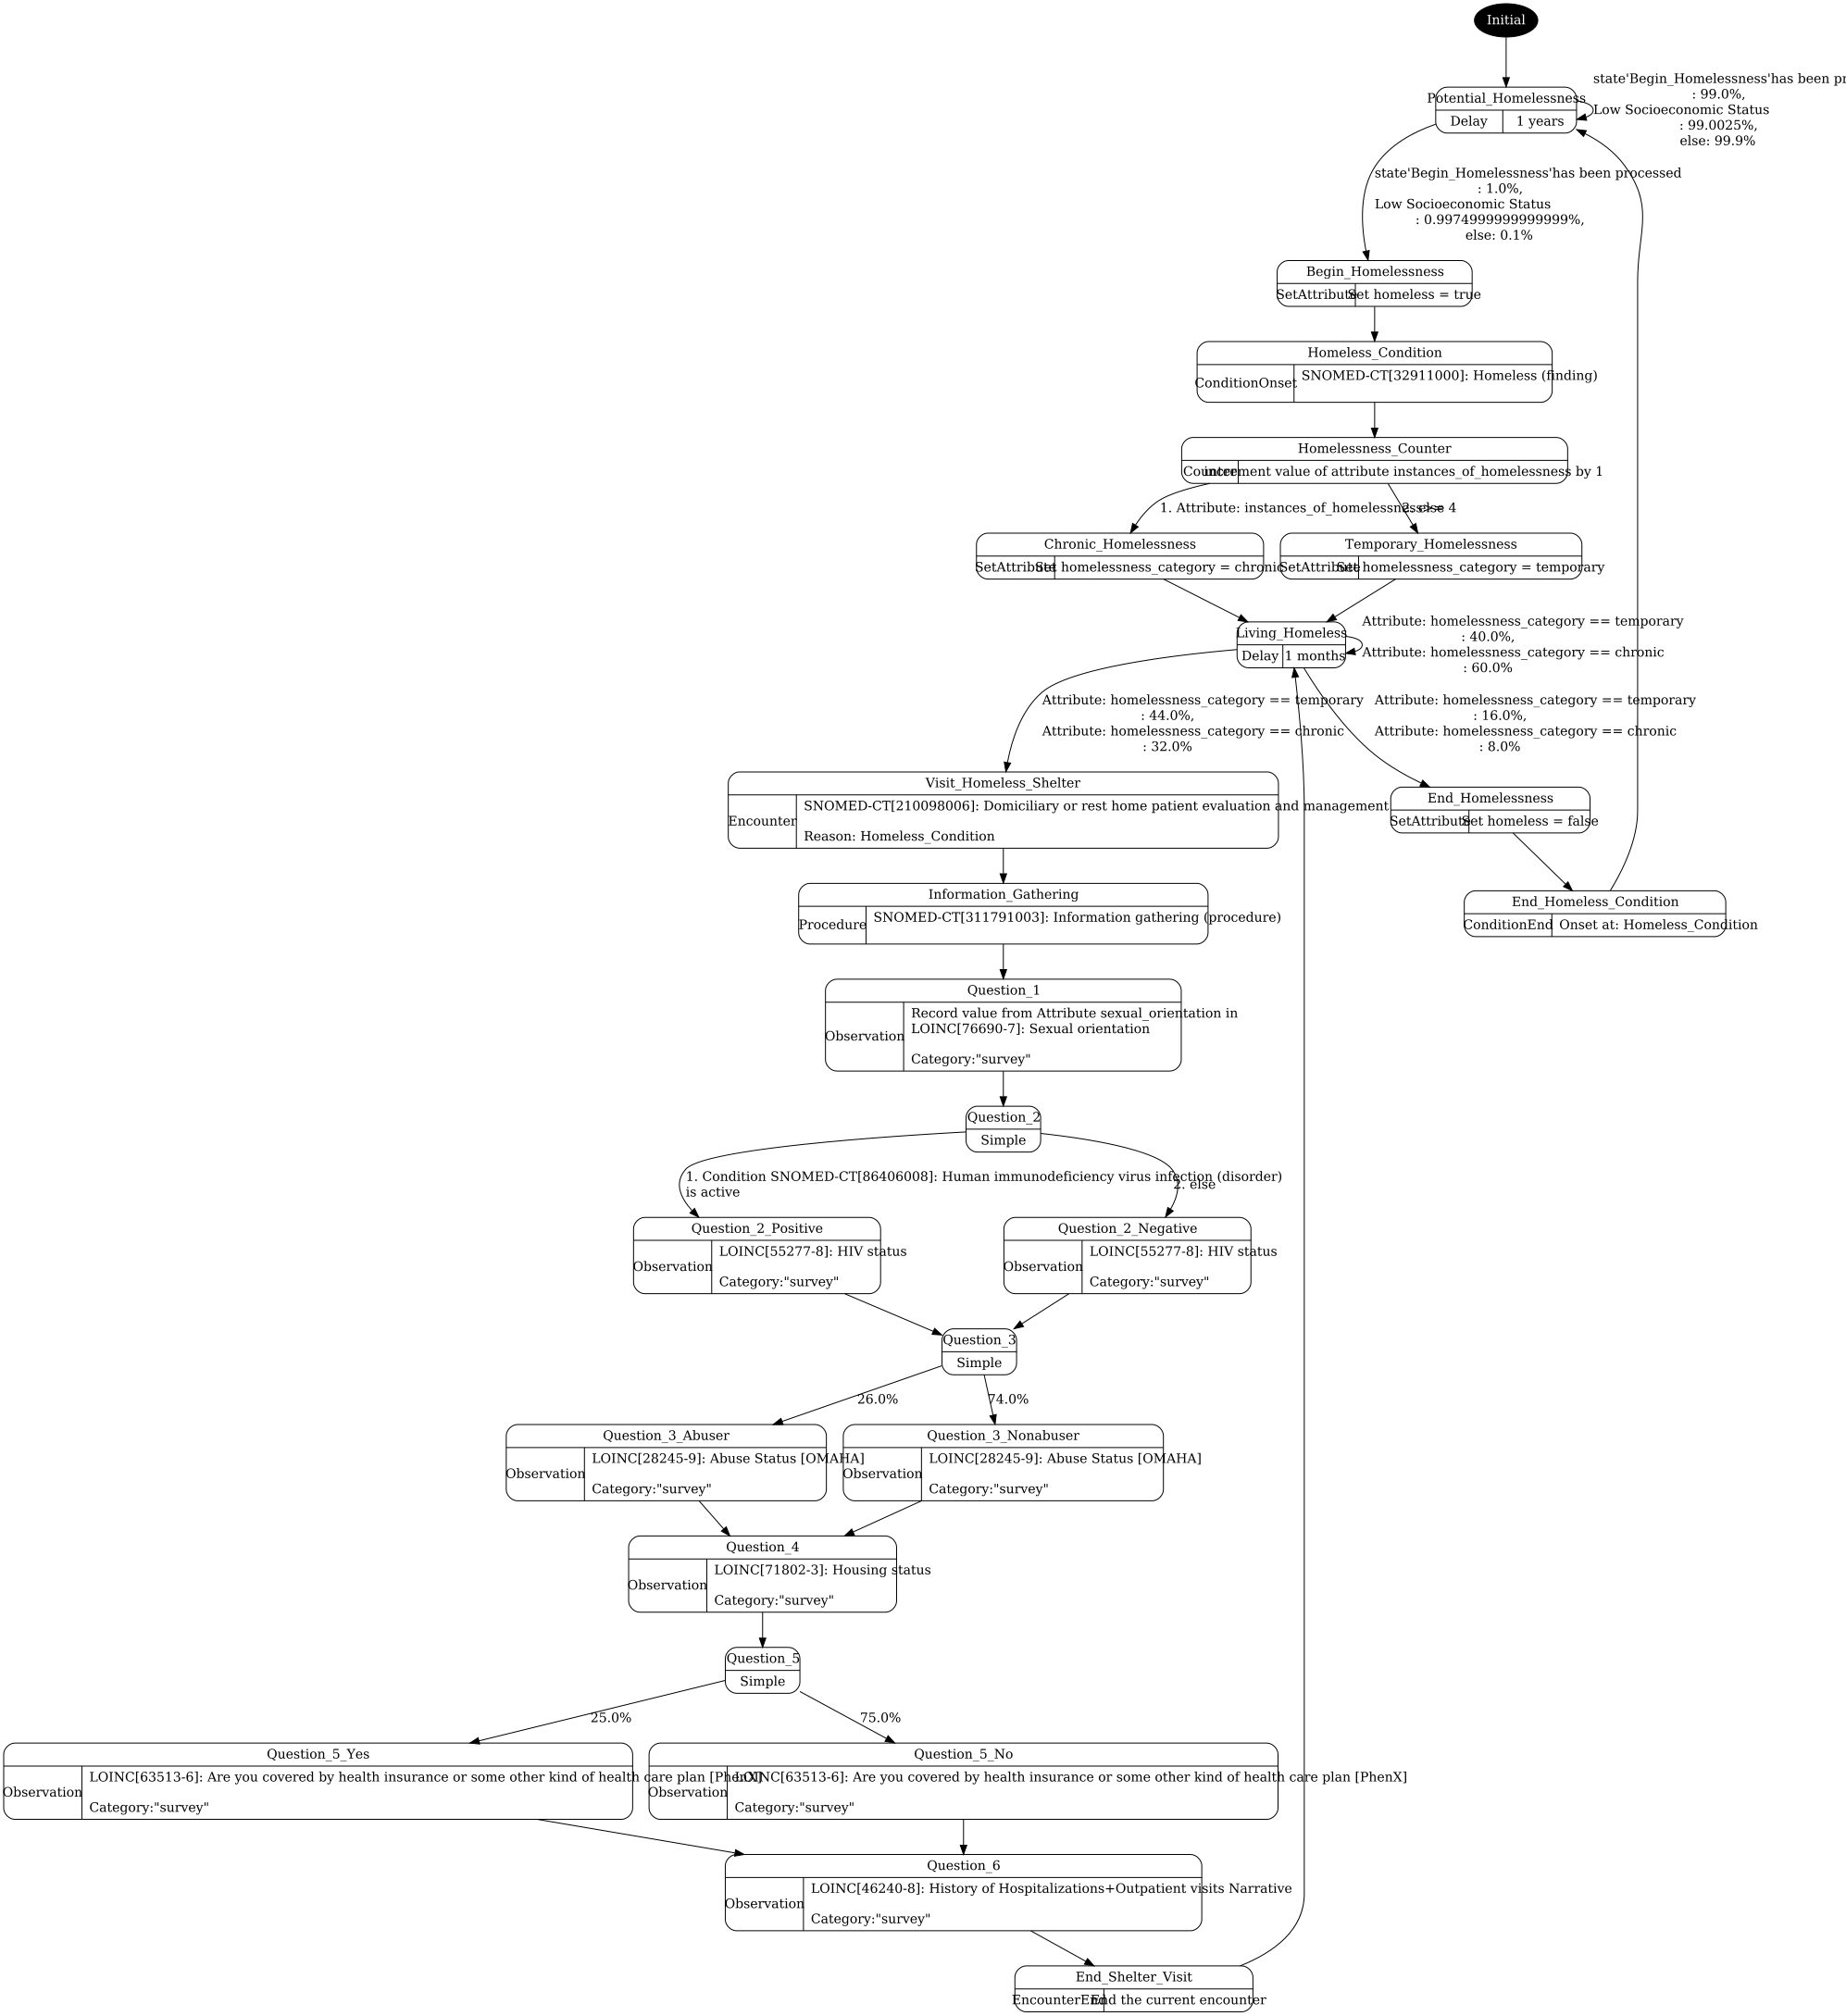 Initial
state'Begin_Homelessness'has been pr
: 99.0%,
Low Socioeconomic Status
: 99.0025%,
else: 99.9%
Potential_Homelessness
Delay 1 years
state'Begin_Homelessness'has been processed
: 1.0%,
Low Socioeconomic Status
: 0.9974999999999999%,
else: 0.1%
Begin_Homelessness
SetAttribute Set homeless = true
Homeless_Condition
ConditionOnset SNOMED-CT[32911000]: Homeless (finding)
Homelessness_Counter
Counter increment value of attribute instances_of_homelessness by 1
1. Attribute: instances_of_homelessness >= 4
2. else
Chronic_Homelessness
SetAttribute Set homelessness_category = chronic
Temporary_Homelessness
SetAttribute Set homelessness_category = temporary
Living_Homeless
Delay 1 months
Attribute: homelessness_category == temporary
: 40.0%,
Attribute: homelessness_category == chronic
: 60.0%
Attribute: homelessness_category == temporary
: 44.0%,
Attribute: homelessness_category == chronic
: 32.0%
Attribute: homelessness_category == temporary
: 16.0%,
Attribute: homelessness_category == chronic
: 8.0%
Visit_Homeless_Shelter
Encounter
SNOMED-CT[210098006]: Domiciliary or rest home patient evaluation and management
Reason: Homeless_Condition
End_Homelessness
SetAttribute Set homeless = false
Information_Gathering
Procedure SNOMED-CT[311791003]: Information gathering (procedure)
End_Homeless_Condition
ConditionEnd Onset at: Homeless_Condition
Question_1
Observation
Record value from Attribute sexual_orientation in
LOINC[76690-7]: Sexual orientation
Category:"survey"
Question_2
Simple
1. Condition SNOMED-CT[86406008]: Human immunodeficiency virus infection (disorder)
is active
2. else
Question_2_Positive
Observation
LOINC[55277-8]: HIV status
Category:"survey"
Question_2_Negative
Observation
LOINC[55277-8]: HIV status
Category:"survey"
Question_3
Simple
26.0%
74.0%
Question_3_Abuser
Observation
LOINC[28245-9]: Abuse Status [OMAHA]
Category:"survey"
Question_3_Nonabuser
Observation
LOINC[28245-9]: Abuse Status [OMAHA]
Category:"survey"
Question_4
Observation
LOINC[71802-3]: Housing status
Category:"survey"
Question_5
Simple
25.0%
75.0%
Question_5_Yes
Observation
LOINC[63513-6]: Are you covered by health insurance or some other kind of health care plan [PhenX]
Category:"survey"
Question_5_No
Observation
LOINC[63513-6]: Are you covered by health insurance or some other kind of health care plan [PhenX]
Category:"survey"
Question_6
Observation
LOINC[46240-8]: History of Hospitalizations+Outpatient visits Narrative
Category:"survey"
End_Shelter_Visit
EncounterEnd End the current encounter